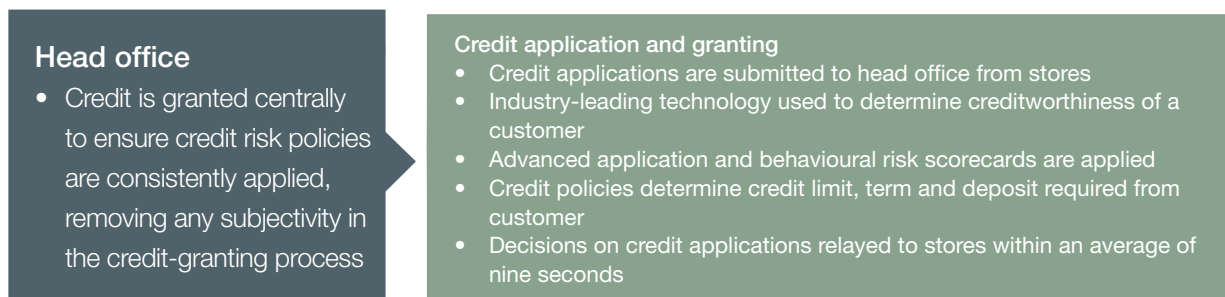 Head office
• Credit is granted centrally
to ensure credit risk policies
are consistently applied,
removing any subjectivity in
the credit-granting process
Credit application and granting
• Credit applications are submitted to head office from stores
• Industry-leading technology used to determine creditworthiness of a
customer
• Advanced application and behavioural risk scorecards are applied
• Credit policies determine credit limit, term and deposit required from
customer
• Decisions on credit applications relayed to stores within an average of
nine seconds